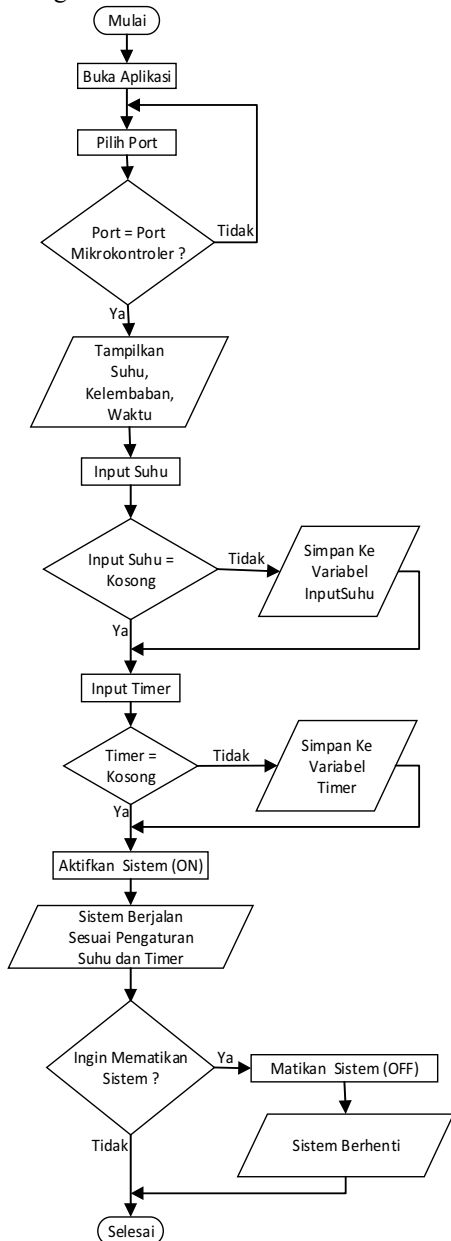 Mulai
Buka Aplikasi
Pilih Port
Port = Port
Mikrokontroler ?
Tidak
Ya
Tampilkan
Suhu,
Kelembaban,
Waktu
Input Suhu
Input Suhu =
Kosong
Tidak
Simpan Ke
Variabel
InputSuhu
Ya
Input Timer
Timer =
Kosong
Tidak
Simpan Ke
Variabel
Timer
Ya
Aktifkan Sistem (ON)
Sistem Berjalan
Sesuai Pengaturan
Suhu dan Timer
Ingin Mematikan
Sistem ?
Ya
Matikan Sistem (OFF)
Tidak
Sistem Berhenti
Selesai